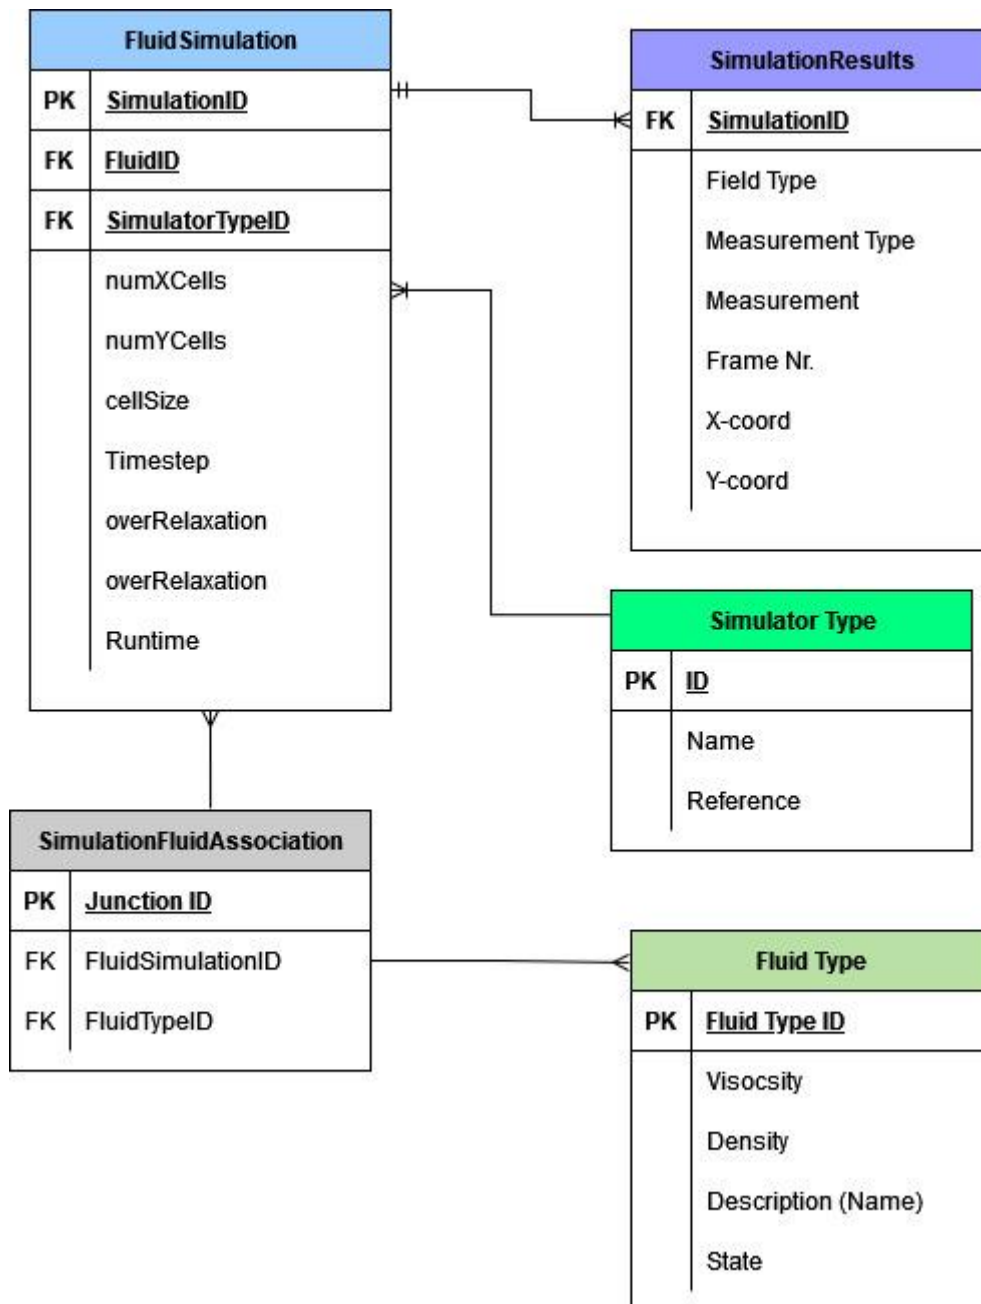 FluidSimulation
PK SimulationID
FK FluidID
FK SimulatorTypeID
numXCells
numYCells
cellSize
Timestep
overRelaxation
overRelaxation
Runtime
SimulationResults
FK SimulationID
Field Type
Measurement Type
Measurement
Frame Nr.
X-coord
Y-coord
Simulator Type
PK ID
Name
Reference
SimulationFluidAssociation
PK Junction ID
FK FluidSimulationID
FK FluidTypeID
Fluid Type
PK Fluid Type ID
Visocsity
Density
Description (Name)
State